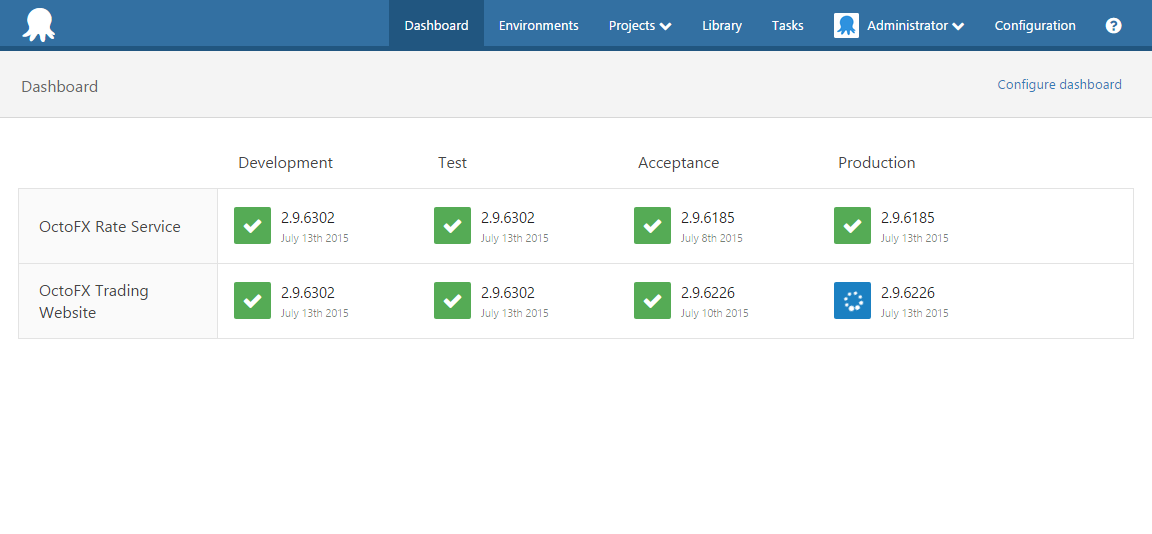 Dashboard Environments Projects Library Tasks Administrator Configuration ?
Dashboard Configure dashboard
Development Test Acceptance Production
OctoFX Rate Service
2.9.6302 2.9.6302 2.9.6185 2.9.6185
July 13th 2015 July 13th 2015 July 8th 2015 July 13th 2015
OctoFX Trading
Website
2.9.6302 2.9.6302 2.9.6226 2.9.6226
July 13th 2015 July 13th 2015 July 10th 2015 July 13th 2015